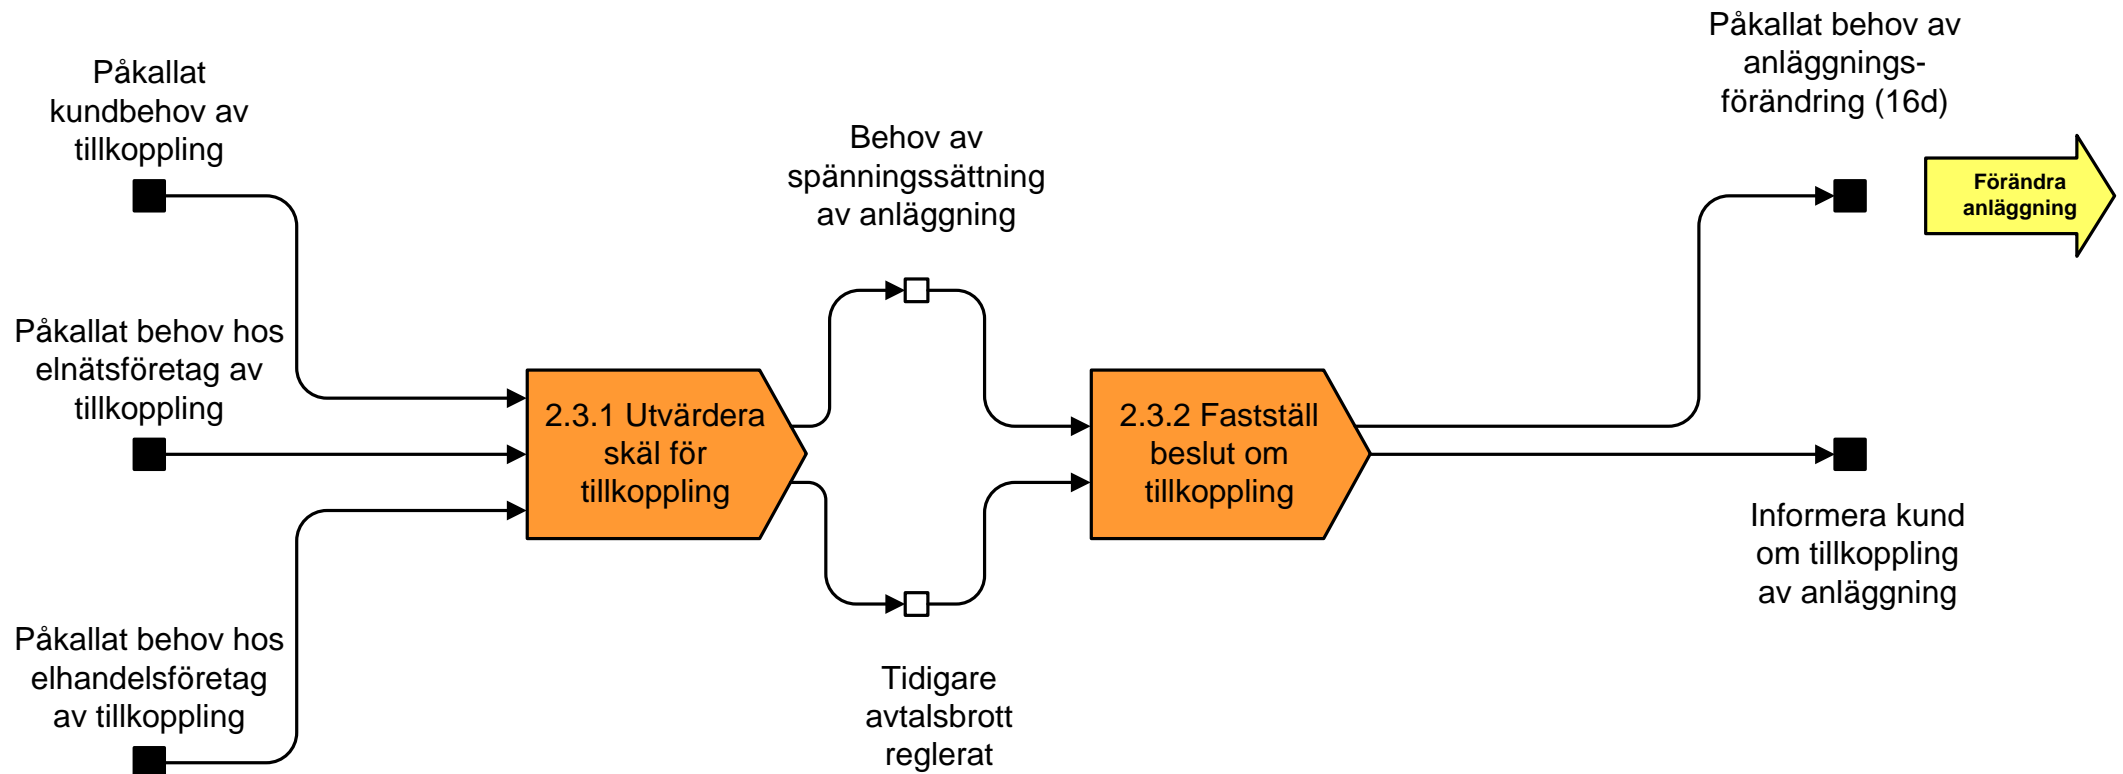 Påkallat
kundbehov av
tillkoppling
Påkallat behov hos
elnätsföretag av
tillkoppling
Påkallat behov hos
elhandelsföretag
av tillkoppling
2.3.1 Utvärdera
skäl för
tillkoppling
Behov av
spänningssättning
av anläggning
Tidigare
avtalsbrott
reglerat
2.3.2 Fastställ
beslut om
tillkoppling
Påkallat behov av
anläggnings-
förändring (16d)
Förändra
anläggning
Informera kund
om tillkoppling
av anläggning